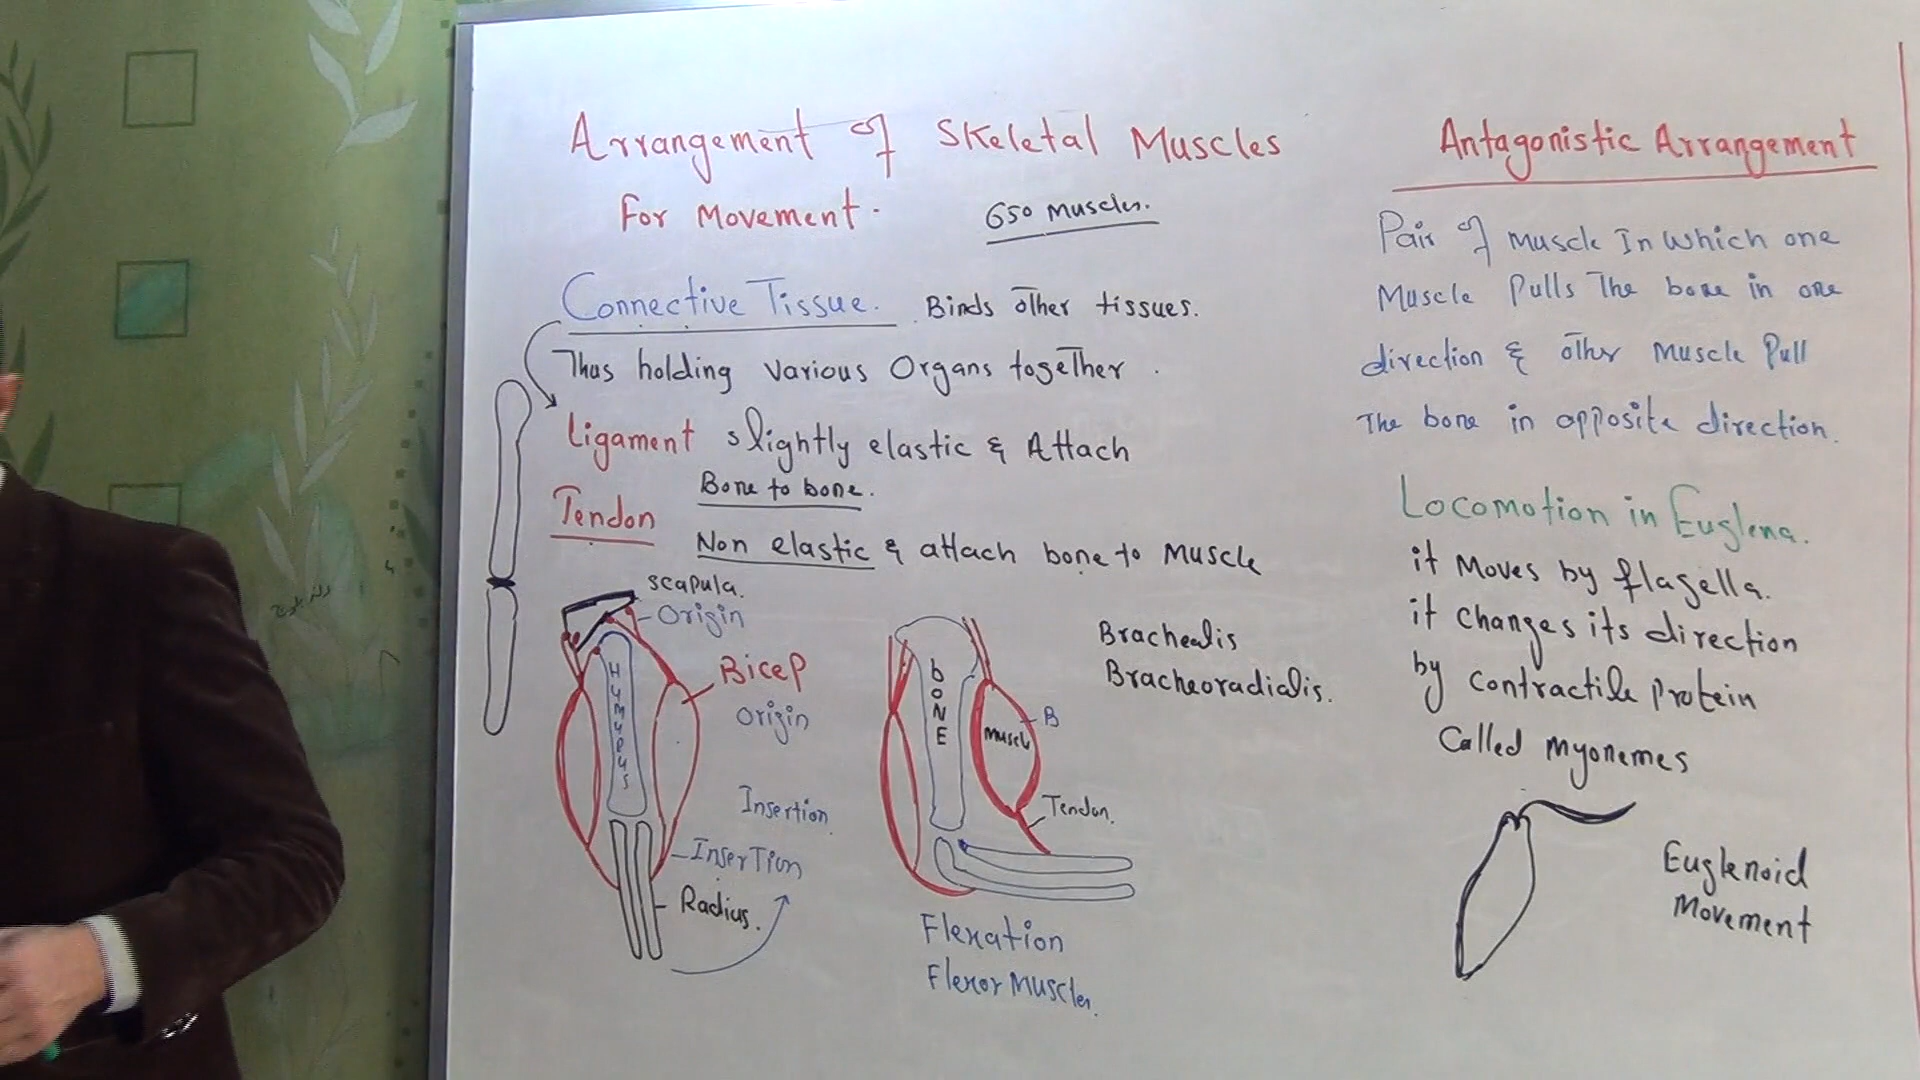 Arrangement of Skeletal Muscles
For Movement.
650 Muscles.
Connective Tissue. Binds other tissues.
Thus holding various Organs together.
Ligament slightly elastic & Attach
Bone to bone.
Tendon
Non elastic & attach bone to Muscle
Scapula.
Origin
Humurus
Bicep
Origin
Insertion
Insertion
Radius.
BONE
Muscle
B
Tendon.
Brachealis
Bracheoradialis.
Flexation
Flexor Muscles
Antagonistic Arrangement
Pair of muscle In which one
Muscle Pulls The bone in one
direction & other Muscle Pull
The bone in opposite direction.
Locomotion in Euglena.
it Moves by flagella.
it changes its direction
by contractile protein
Called Myonemes
Euglenoid
Movement